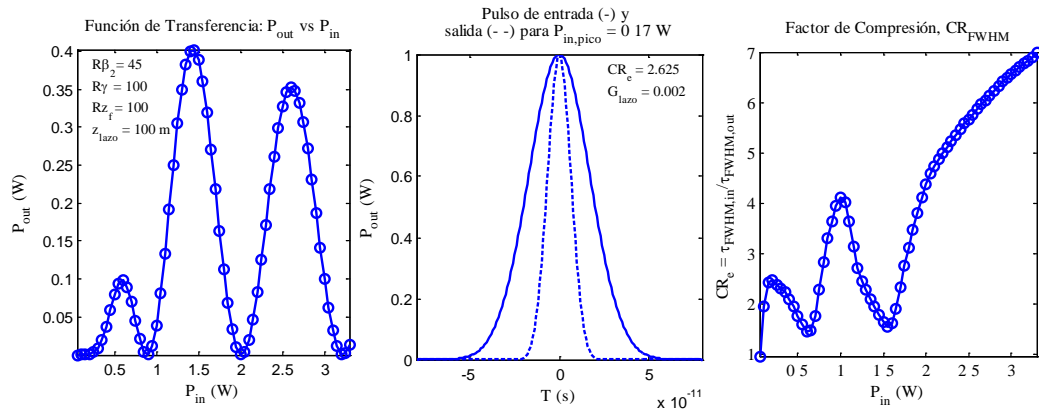 Función de Transferencia: P_out vs P_in
Rβ_2 = 45
Rγ = 100
Rz_f = 100
z_lazo = 100 m
0.4
0.35
0.3
0.25
0.2
0.15
0.1
0.05
P_out (W)
0.5 1 1.5 2 2.5 3
P_in (W)
Pulso de entrada (-) y
salida (- -) para P_in,pico = 0 17 W
CR_e = 2.625
G_lazo = 0.002
1
0.8
0.6
0.4
0.2
0
P_out (W)
-5 0 5
T (s)
x 10^-11
Factor de Compresión, CR_FWHM
7
6
5
4
3
2
1
CR_e = τ_FWHM,in/τ_FWHM,out
0 5 1 1 5 2 2 5 3
P_in (W)